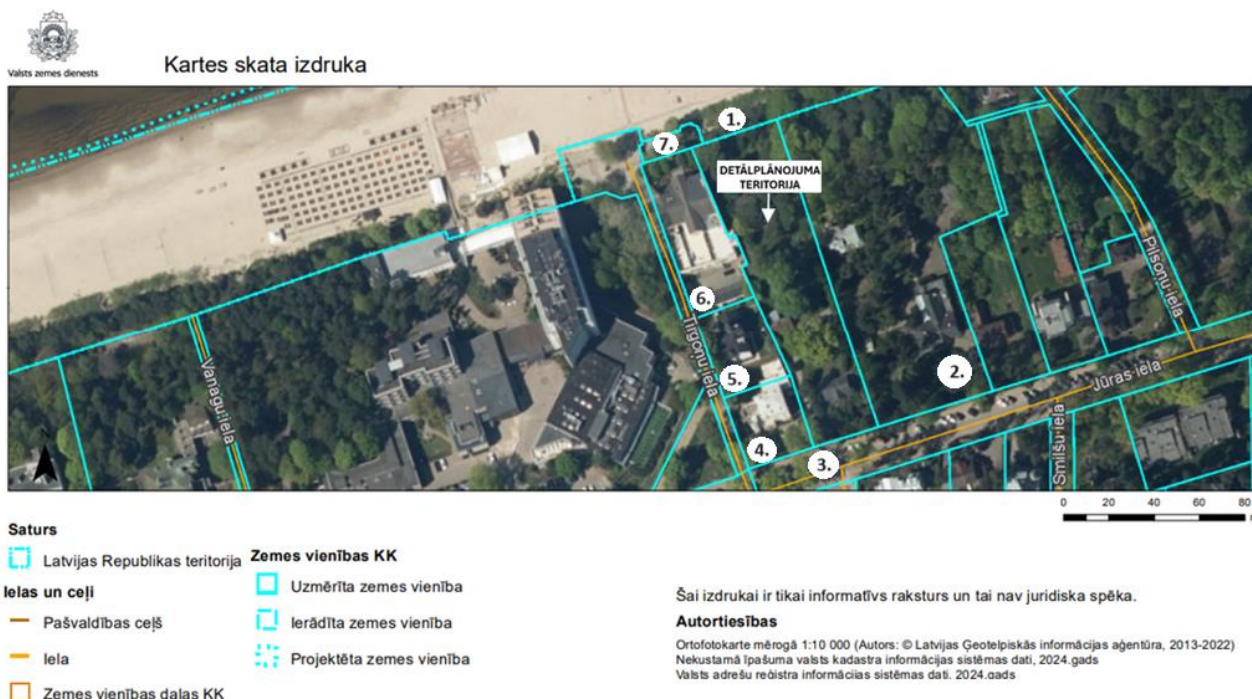 Valsts zemes dienests
Kartes skata izdruka
1.
7.
DETĀLPLĀNOJUMA
TERITORIJA
Pilsoņu iela
6.
Tirgoņu iela
Vanagu iela
5.
2.
Jūras iela
4.
3.
Smilšu iela
0 20 40 60 80
Saturs
Latvijas Republikas teritorija
Ielas un ceļi
Pašvaldības ceļš
Iela
Zemes vienības daļas KK
Zemes vienības KK
Uzmērīta zemes vienība
Ierādīta zemes vienība
Projektēta zemes vienība
Šai izdrukai ir tikai informatīvs raksturs un tai nav juridiska spēka.
Autortiesības
Ortofotokarte mērogā 1:10 000 (Autors: © Latvijas Ģeotelpiskās informācijas aģentūra, 2013-2022)
Nekustamā īpašuma valsts kadastra informācijas sistēmas dati, 2024.gads
Valsts adrešu reģistra informācijas sistēmas dati, 2024.gads